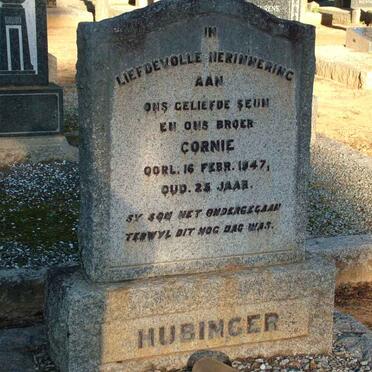 IN
LIEFDEVOLLE HERINNERING
AAN
ONS GELIEFDE SEUN
EN ONS BROER
CORNIE
OORL: 16 FEBR. 1947,
OUD. 25 JAAR.
SY SON HET ONDERGEGAAN
TERWYL DIT NOG DAG WAS.
HUBINGER